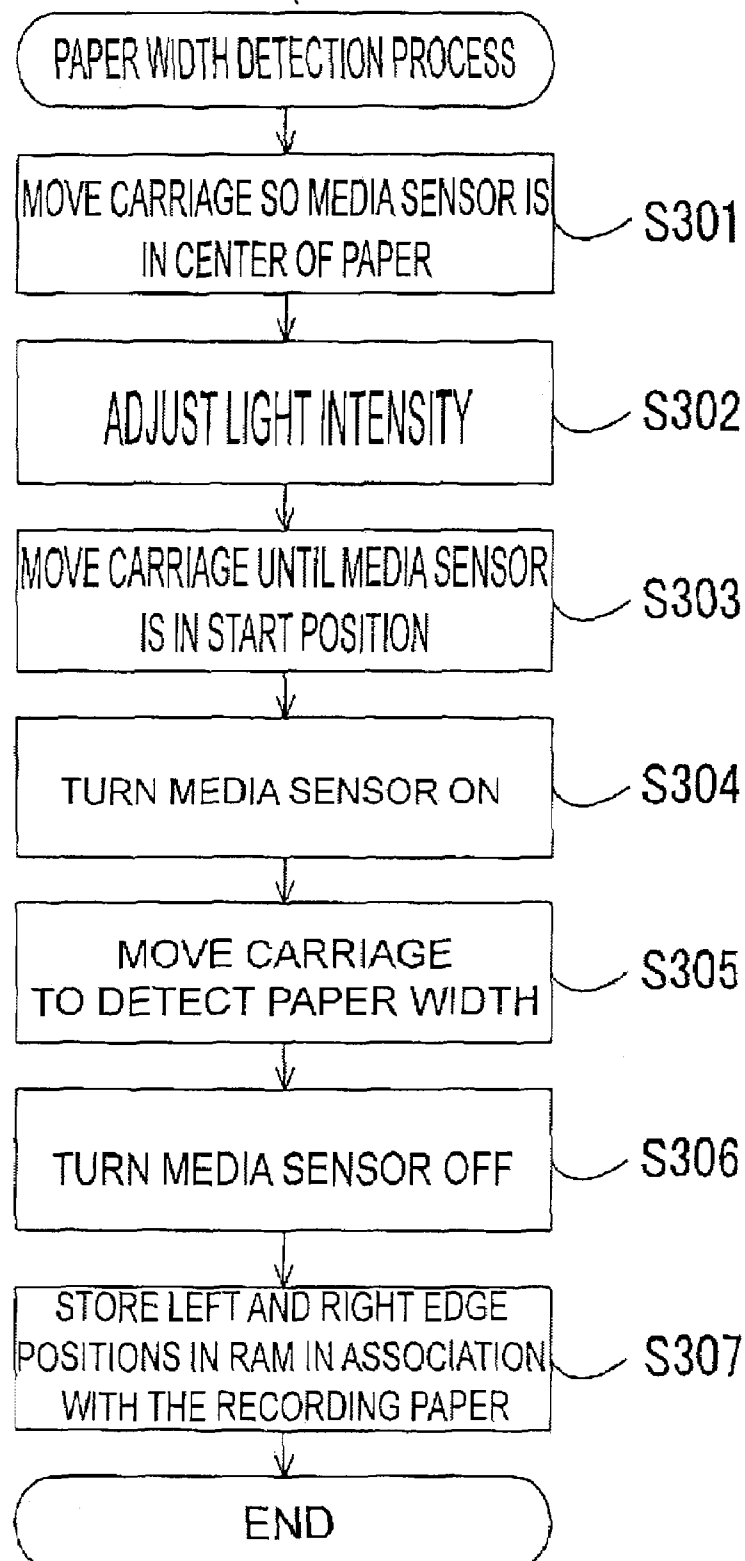 PAPER WIDTH DETECTION PROCESS
MOVE CARRIAGE SO MEDIA SENSOR IS
IN CENTER OF PAPER
S301
ADJUST LIGHT INTENSITY
S302
MOVE CARRIAGE UNTIL MEDIA SENSOR
IS IN START POSITION
S303
TURN MEDIA SENSOR ON
S304
MOVE CARRIAGE
TO DETECT PAPER WIDTH
S305
TURN MEDIA SENSOR OFF
S306
STORE LEFT AND RIGHT EDGE
POSITIONS IN RAM IN ASSOCIATION
WITH THE RECORDING PAPER
S307
END